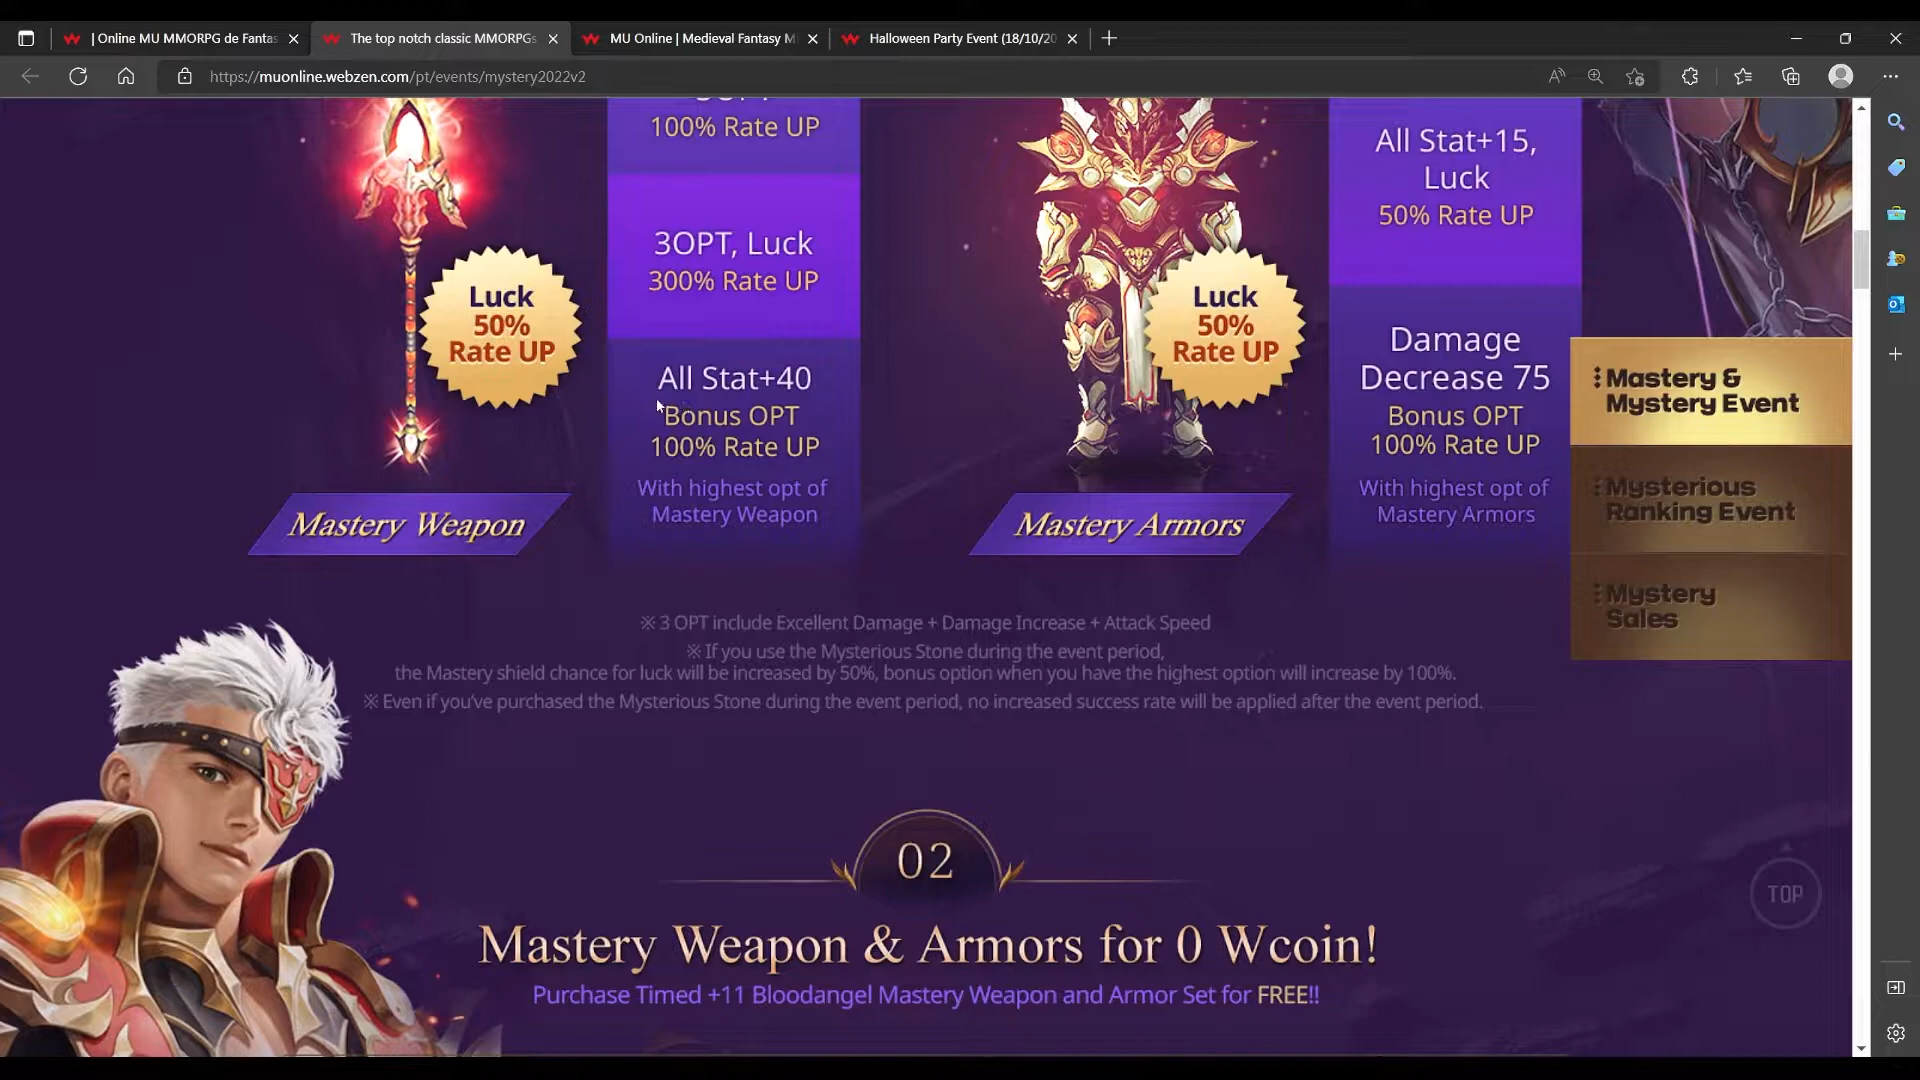 | Online MU MMORPG de Fantas
The top notch classic MMORPGs
MU Online | Medieval Fantasy M
Halloween Party Event (18/10/20
https://muonline.webzen.com/pt/events/mystery2022v2
100% Rate UP
3OPT, Luck
300% Rate UP
Luck
50%
Rate UP
All Stat+40
Bonus OPT
100% Rate UP
With highest opt of
Mastery Weapon
Mastery Weapon
All Stat+15,
Luck
50% Rate UP
Luck
50%
Rate UP
Damage
Decrease 75
Bonus OPT
100% Rate UP
With highest opt of
Mastery Armors
Mastery Armors
Mastery &
Mystery Event
Mysterious
Ranking Event
Mystery
Sales
※ 3 OPT include Excellent Damage + Damage Increase + Attack Speed
※ If you use the Mysterious Stone during the event period,
the Mastery shield chance for luck will be increased by 50%, bonus option when you have the highest option will increase by 100%.
※ Even if you've purchased the Mysterious Stone during the event period, no increased success rate will be applied after the event period.
02
TOP
Mastery Weapon & Armors for 0 Wcoin!
Purchase Timed +11 Bloodangel Mastery Weapon and Armor Set for FREE!!